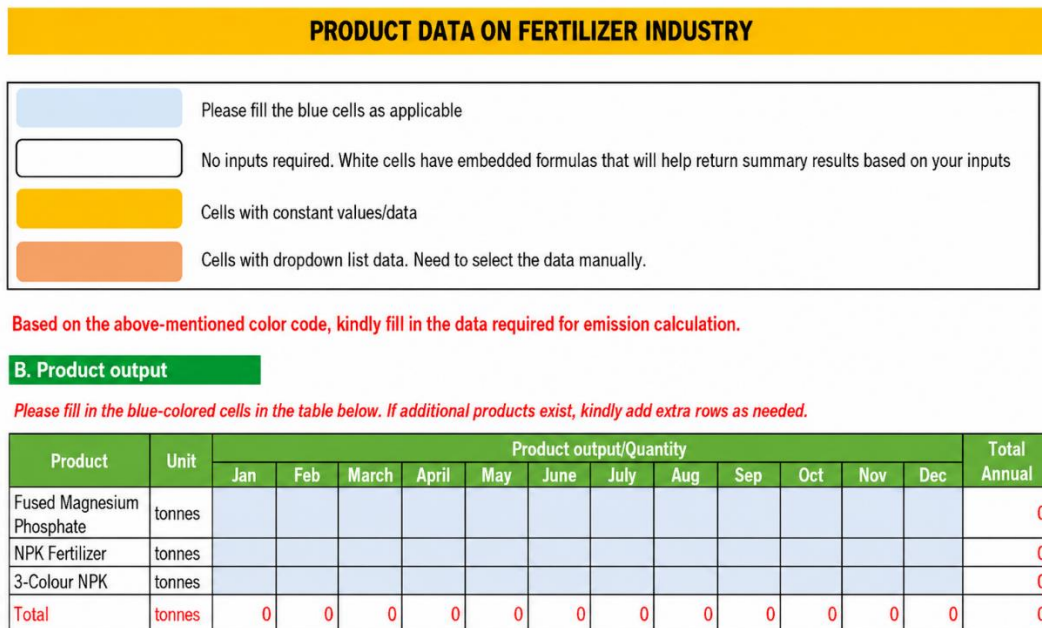 PRODUCT DATA ON FERTILIZER INDUSTRY
Please fill the blue cells as applicable
No inputs required. White cells have embedded formulas that will help return summary results based on your inputs
Cells with constant values/data
Cells with dropdown list data. Need to select the data manually.
Based on the above-mentioned color code, kindly fill in the data required for emission calculation.
B. Product output
Please fill in the blue-colored cells in the table below. If additional products exist, kindly add extra rows as needed.
Product Unit Product output/Quantity Total Annual
Jan Feb March April May June July Aug Sep Oct Nov Dec
Fused Magnesium
Phosphate tonnes 0
NPK Fertilizer tonnes 0
3-Colour NPK tonnes 0
Total tonnes 0 0 0 0 0 0 0 0 0 0 0 0 0